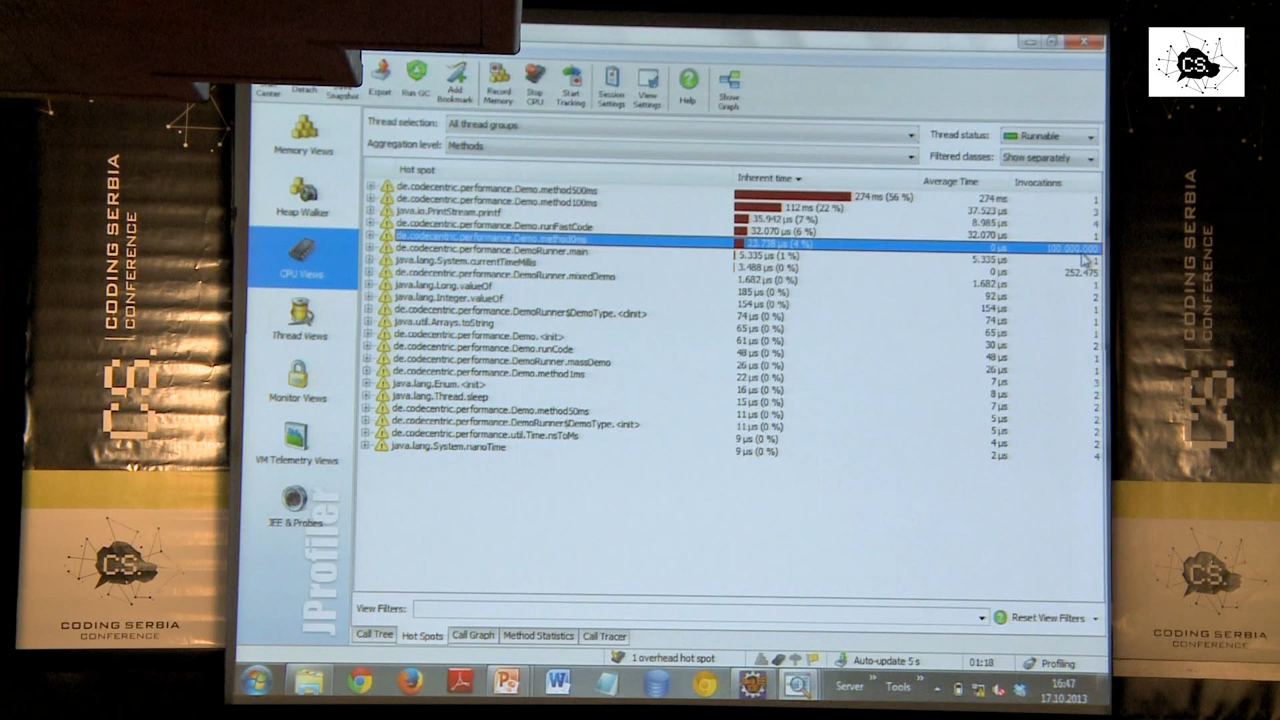 CS.
Center
Detach
Snapshot
Export
Run GC
Add Bookmark
Record Memory
Stop CPU
Start Tracking
Session Settings
View Settings
Help
Show Graph
Thread selection: All thread groups
Thread status: Runnable
Aggregation level: Methods
Filtered classes: Show separately
Hot spot Inherent time Average Time Invocations
de.codecentric.performance.Demo.method500ms 274 ms (56 %) 274 ms 1
de.codecentric.performance.Demo.method100ms 112 ms (22 %) 37.523 µs 3
java.io.PrintStream.printf 35.942 µs (7 %) 8.985 µs 4
de.codecentric.performance.Demo.runFastCode 32.070 µs (6 %) 32.070 µs 1
de.codecentric.performance.Demo.method0ms 23.738 µs (4 %) 0 µs 100.000.000
de.codecentric.performance.DemoRunner.main 5.335 µs (1 %) 5.335 µs 1
java.lang.System.currentTimeMillis 3.488 µs (0 %) 0 µs 252.475
de.codecentric.performance.DemoRunner.mixedDemo 1.682 µs (0 %) 1.682 µs 1
java.lang.Long.valueOf 185 µs (0 %) 92 µs 2
java.lang.Integer.valueOf 154 µs (0 %) 154 µs 1
de.codecentric.performance.DemoRunner$DemoType.<clinit> 74 µs (0 %) 74 µs 1
java.util.Arrays.toString 65 µs (0 %) 65 µs 1
de.codecentric.performance.Demo.<init> 61 µs (0 %) 30 µs 2
de.codecentric.performance.Demo.runCode 48 µs (0 %) 48 µs 1
de.codecentric.performance.DemoRunner.massDemo 26 µs (0 %) 26 µs 1
de.codecentric.performance.Demo.method1ms 22 µs (0 %) 7 µs 3
java.lang.Enum.<init> 16 µs (0 %) 8 µs 2
java.lang.Thread.sleep 15 µs (0 %) 7 µs 2
de.codecentric.performance.Demo.method50ms 11 µs (0 %) 5 µs 2
de.codecentric.performance.DemoRunner$DemoType.<init> 11 µs (0 %) 5 µs 2
de.codecentric.performance.util.Time.nsToMs 9 µs (0 %) 4 µs 2
java.lang.System.nanoTime 9 µs (0 %) 2 µs 4
Memory Views
Heap Walker
CPU Views
Thread Views
Monitor Views
VM Telemetry Views
JEE & Probes
JProfiler
View Filters:
Reset View Filters
Call Tree
Hot Spots
Call Graph
Method Statistics
Call Tracer
1 overhead hot spot
Auto-update 5 s
01:18
Profiling
Server
Tools
16:47
17.10.2013
CS. CODING SERBIA
CONFERENCE
CS.
CODING SERBIA
CONFERENCE
CS. CODING SERBIA
CONFERENCE
CS.
CODING SERBIA
CONFERENCE